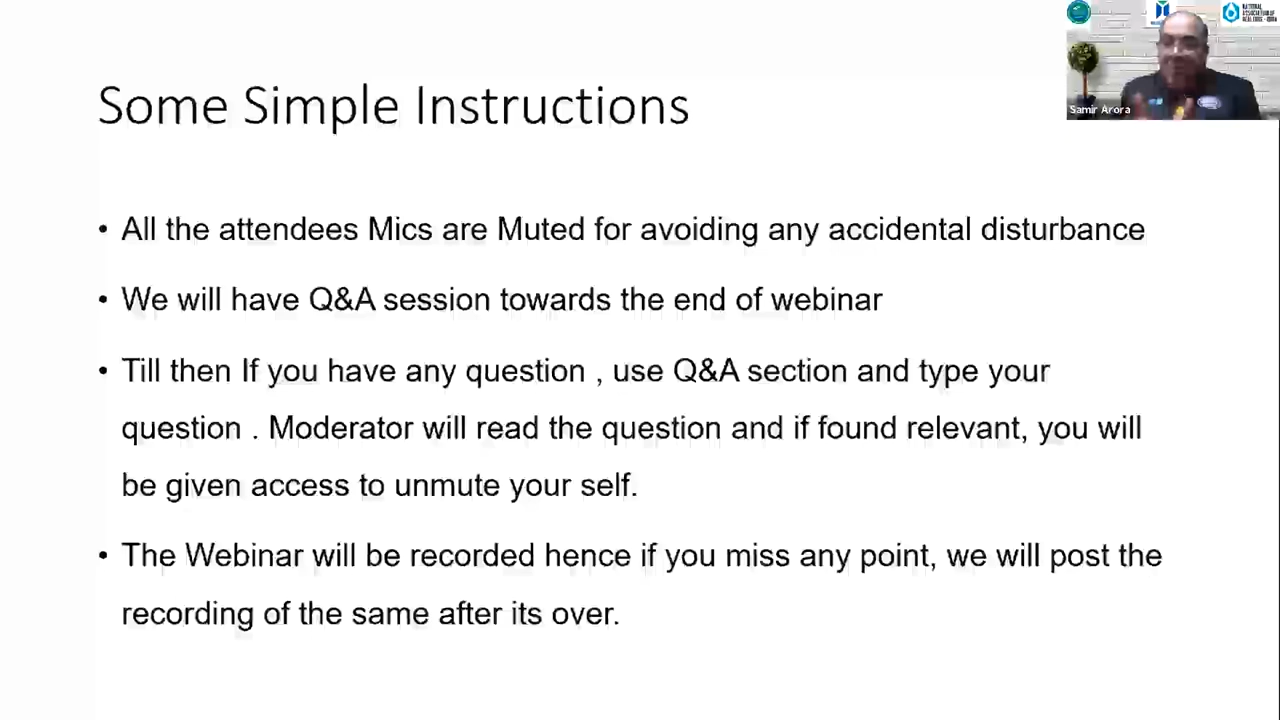 Some Simple Instructions
Samir Arora
• All the attendees Mics are Muted for avoiding any accidental disturbance
• We will have Q&A session towards the end of webinar
• Till then If you have any question , use Q&A section and type your
question . Moderator will read the question and if found relevant, you will
be given access to unmute your self.
• The Webinar will be recorded hence if you miss any point, we will post the
recording of the same after its over.